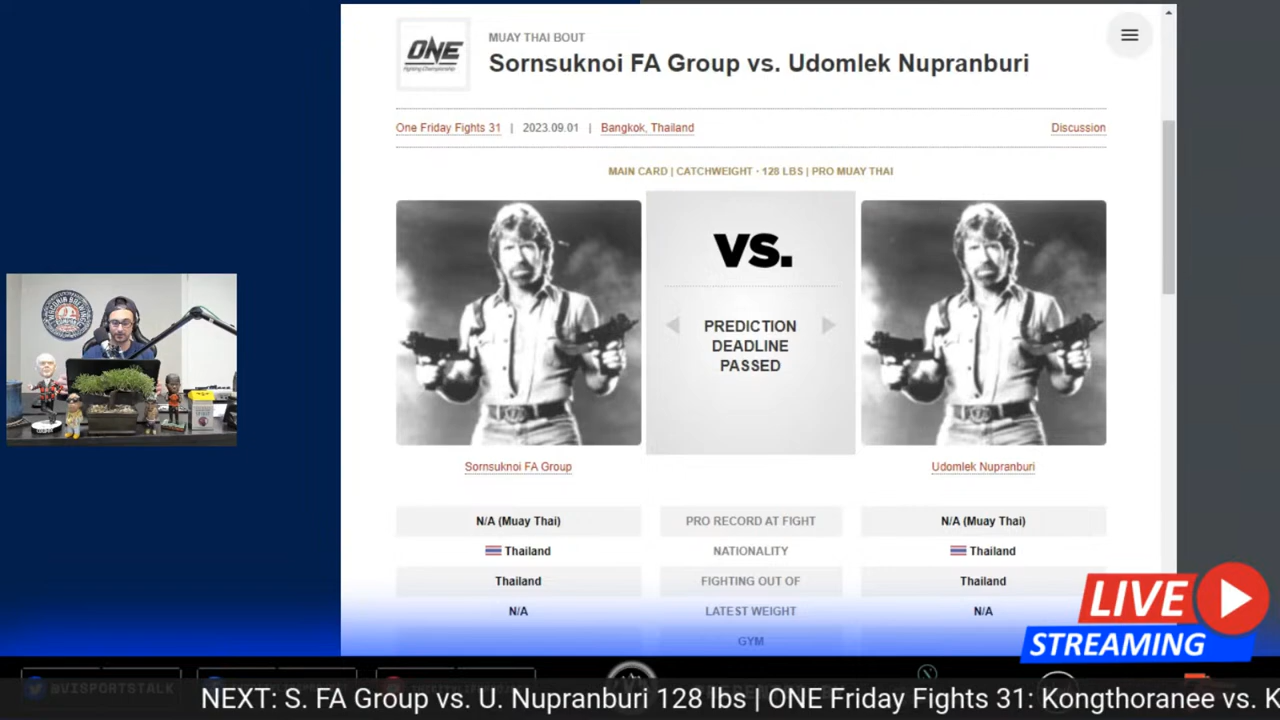 ONE
Fighting Championship
MUAY THAI BOUT
Sornsuknoi FA Group vs. Udomlek Nupranburi
One Friday Fights 31 | 2023.09.01 | Bangkok, Thailand
Discussion
MAIN CARD | CATCHWEIGHT · 128 LBS | PRO MUAY THAI
VS.
PREDICTION
DEADLINE
PASSED
Sornsuknoi FA Group
Udomlek Nupranburi
N/A (Muay Thai) PRO RECORD AT FIGHT N/A (Muay Thai)
Thailand NATIONALITY Thailand
Thailand FIGHTING OUT OF Thailand
N/A LATEST WEIGHT N/A
GYM
LIVE
STREAMING
@VISPORTSTALK
NEXT: S. FA Group vs. U. Nupranburi 128 lbs | ONE Friday Fights 31: Kongthoranee vs. K